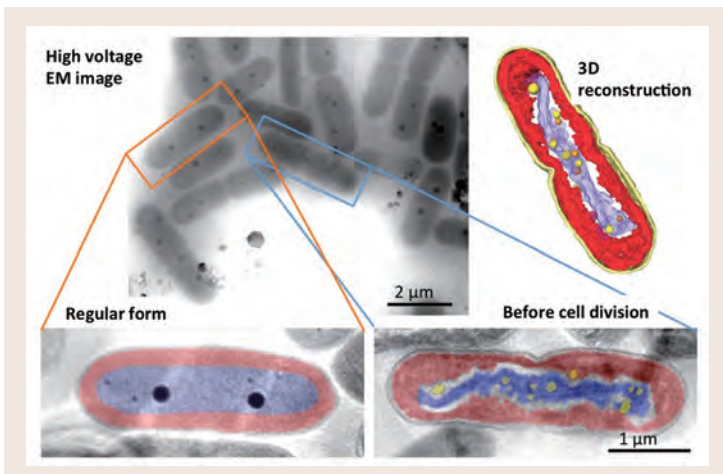 High voltage
EM image
3D
reconstruction
2 µm
Regular form
Before cell division
1 µm